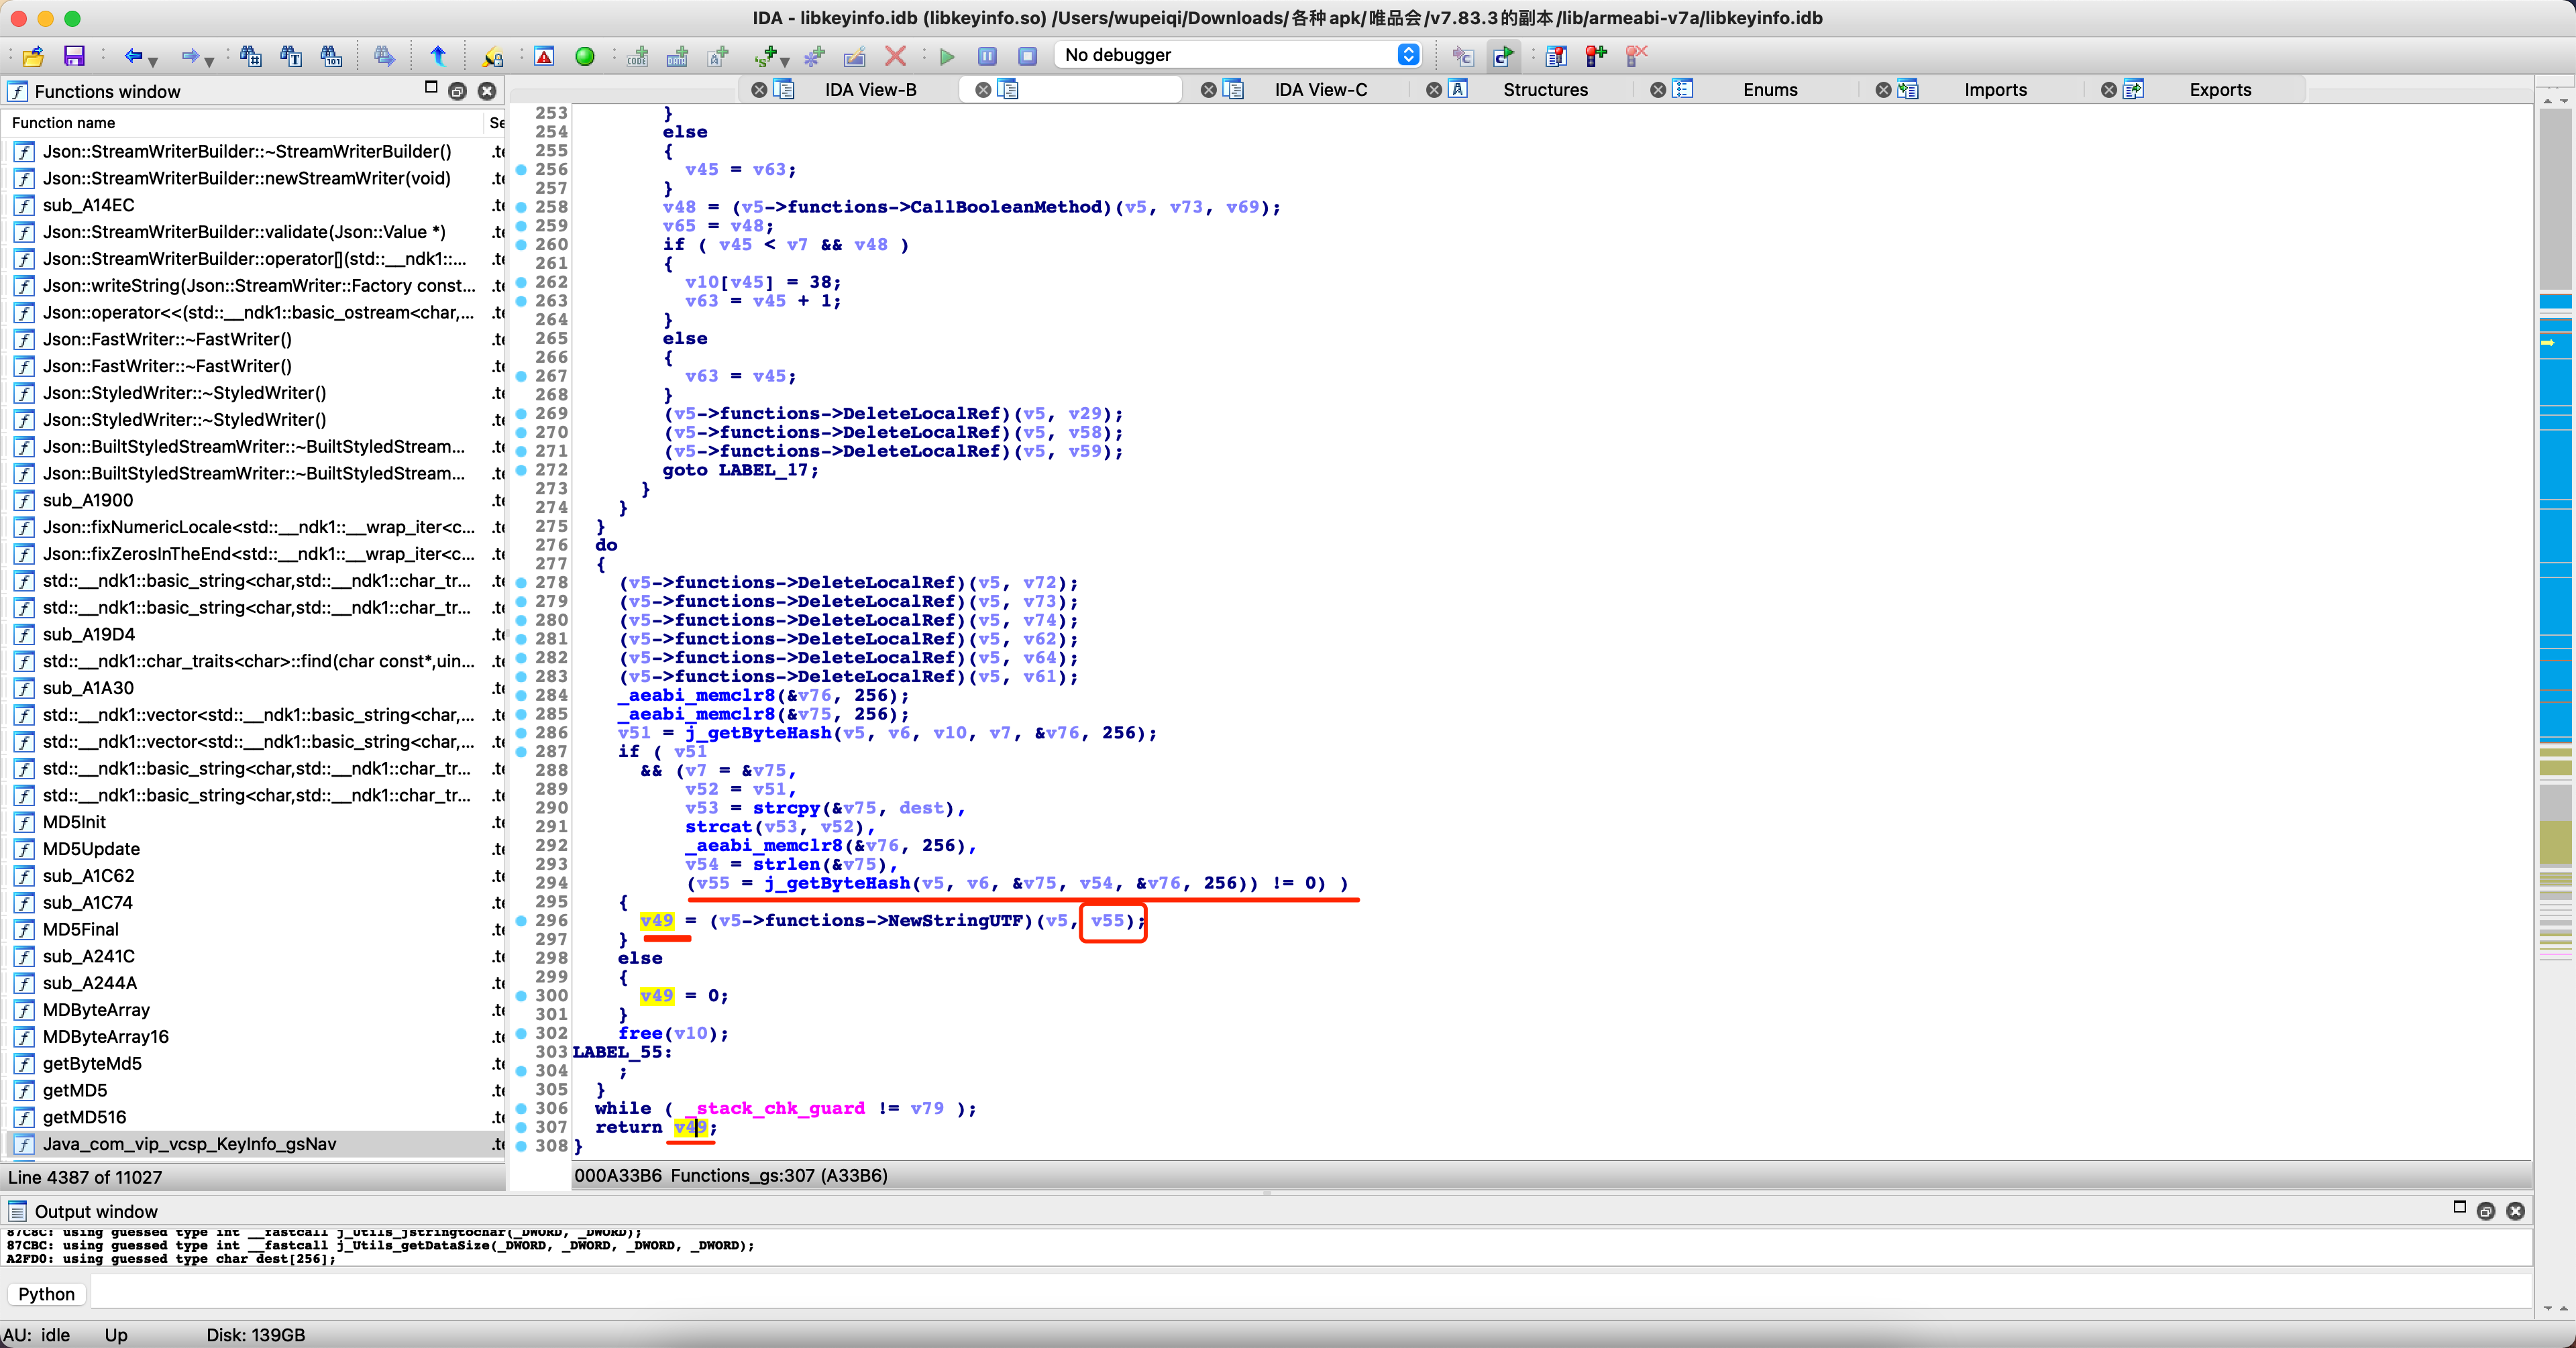 IDA - libkeyinfo.idb (libkeyinfo.so) /Users/wupeiqi/Downloads/各种apk/唯品会/v7.83.3的副本/lib/armeabi-v7a/libkeyinfo.idb
No debugger
Functions window
IDA View-B
IDA View-C
Structures
Enums
Imports
Exports
Function name
Se
Json::StreamWriterBuilder::~StreamWriterBuilder() .te
Json::StreamWriterBuilder::newStreamWriter(void) .te
sub_A14EC .te
Json::StreamWriterBuilder::validate(Json::Value *) .te
Json::StreamWriterBuilder::operator[](std::__ndk1::... .te
Json::writeString(Json::StreamWriter::Factory const... .te
Json::operator<<(std::__ndk1::basic_ostream<char,... .te
Json::FastWriter::~FastWriter() .te
Json::FastWriter::~FastWriter() .te
Json::StyledWriter::~StyledWriter() .te
Json::StyledWriter::~StyledWriter() .te
Json::BuiltStyledStreamWriter::~BuiltStyledStream... .te
Json::BuiltStyledStreamWriter::~BuiltStyledStream... .te
sub_A1900 .te
Json::fixNumericLocale<std::__ndk1::__wrap_iter<c... .te
Json::fixZerosInTheEnd<std::__ndk1::__wrap_iter<c... .te
std::__ndk1::basic_string<char,std::__ndk1::char_tr... .te
std::__ndk1::basic_string<char,std::__ndk1::char_tr... .te
sub_A19D4 .te
std::__ndk1::char_traits<char>::find(char const*,uin... .te
sub_A1A30 .te
std::__ndk1::vector<std::__ndk1::basic_string<char,... .te
std::__ndk1::vector<std::__ndk1::basic_string<char,... .te
std::__ndk1::basic_string<char,std::__ndk1::char_tr... .te
std::__ndk1::basic_string<char,std::__ndk1::char_tr... .te
MD5Init .te
MD5Update .te
sub_A1C62 .te
sub_A1C74 .te
MD5Final .te
sub_A241C .te
sub_A244A .te
MDByteArray .te
MDByteArray16 .te
getByteMd5 .te
getMD5 .te
getMD516 .te
Java_com_vip_vcsp_KeyInfo_gsNav .te
Line 4387 of 11027
253 }
254 else
255 {
256 v45 = v63;
257 }
258 v48 = (v5->functions->CallBooleanMethod)(v5, v73, v69);
259 v65 = v48;
260 if ( v45 < v7 && v48 )
261 {
262 v10[v45] = 38;
263 v63 = v45 + 1;
264 }
265 else
266 {
267 v63 = v45;
268 }
269 (v5->functions->DeleteLocalRef)(v5, v29);
270 (v5->functions->DeleteLocalRef)(v5, v58);
271 (v5->functions->DeleteLocalRef)(v5, v59);
272 goto LABEL_17;
273 }
274 }
275 }
276 do
277 {
278 (v5->functions->DeleteLocalRef)(v5, v72);
279 (v5->functions->DeleteLocalRef)(v5, v73);
280 (v5->functions->DeleteLocalRef)(v5, v74);
281 (v5->functions->DeleteLocalRef)(v5, v62);
282 (v5->functions->DeleteLocalRef)(v5, v64);
283 (v5->functions->DeleteLocalRef)(v5, v61);
284 _aeabi_memclr8(&v76, 256);
285 _aeabi_memclr8(&v75, 256);
286 v51 = j_getByteHash(v5, v6, v10, v7, &v76, 256);
287 if ( v51
288 && (v7 = &v75,
289 v52 = v51,
290 v53 = strcpy(&v75, dest),
291 strcat(v53, v52),
292 _aeabi_memclr8(&v76, 256),
293 v54 = strlen(&v75),
294 (v55 = j_getByteHash(v5, v6, &v75, v54, &v76, 256)) != 0) )
295 {
296 v49 = (v5->functions->NewStringUTF)(v5, v55);
297 }
298 else
299 {
300 v49 = 0;
301 }
302 free(v10);
303 LABEL_55:
304 ;
305 }
306 while ( _stack_chk_guard != v79 );
307 return v49;
308 }
000A33B6 Functions_gs:307 (A33B6)
Output window
87C8C: using guessed type int __fastcall j_Utils_jstringtochar(_DWORD, _DWORD);
87CBC: using guessed type int __fastcall j_Utils_getDataSize(_DWORD, _DWORD, _DWORD, _DWORD);
A2FD0: using guessed type char dest[256];
Python
AU: idle Up Disk: 139GB